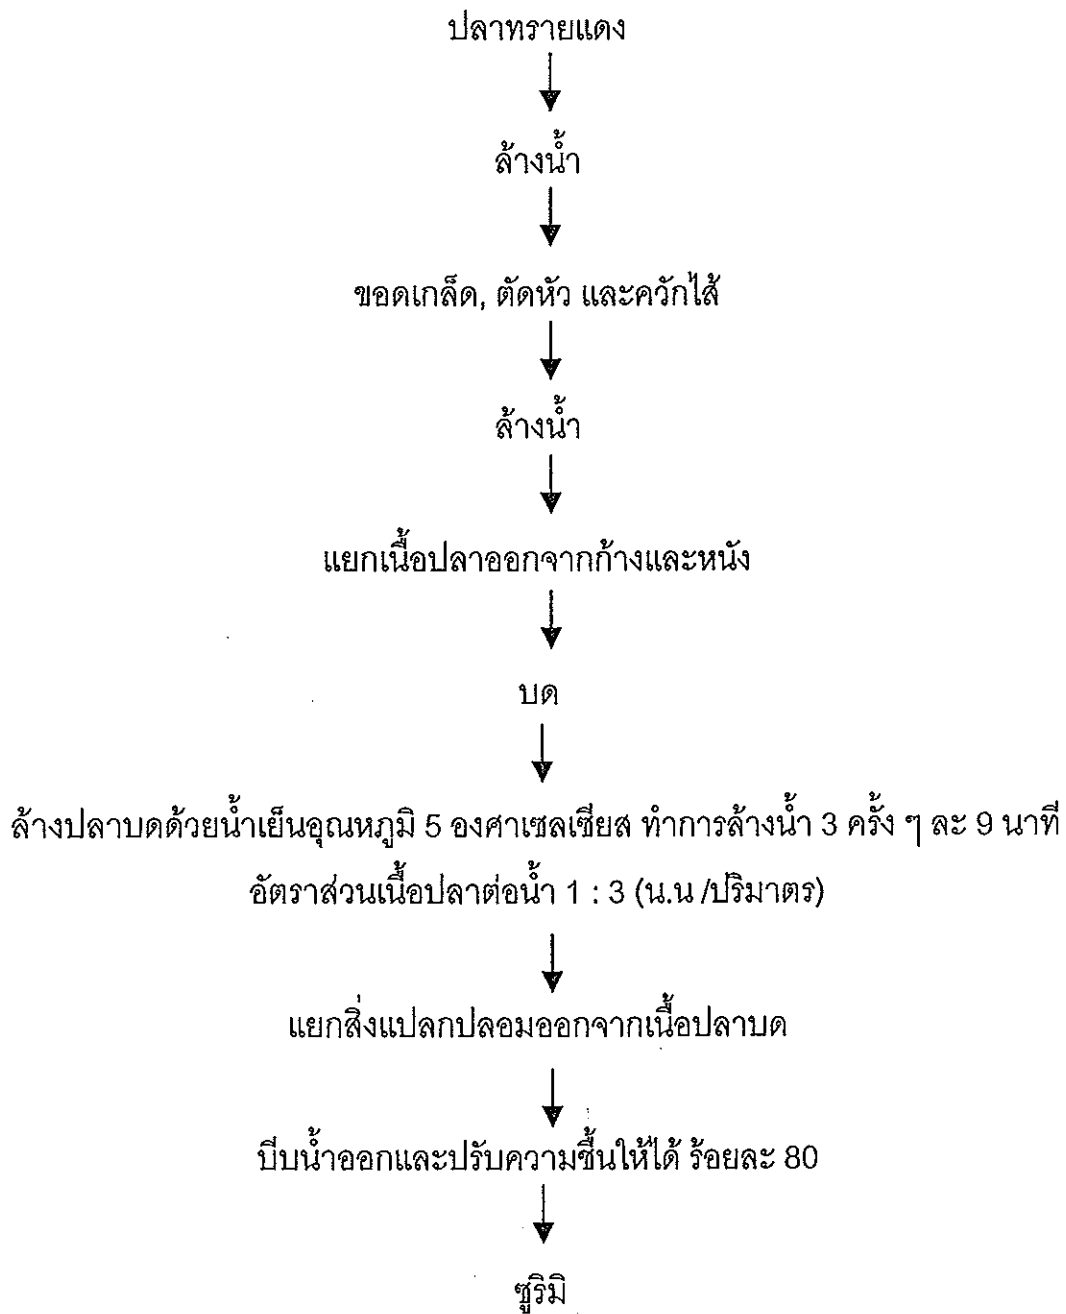 ปลาทรายแดง
ล้างน้ำ
ขอดเกล็ด, ตัดหัว และควักไส้
ล้างน้ำ
แยกเนื้อปลาออกจากก้างและหนัง
บด
ล้างปลาบดด้วยน้ำเย็นอุณหภูมิ 5 องศาเซลเซียส ทำการล้างน้ำ 3 ครั้ง ๆ ละ 9 นาที
อัตราส่วนเนื้อปลาต่อน้ำ 1 : 3 (น.น /ปริมาตร)
แยกสิ่งแปลกปลอมออกจากเนื้อปลาบด
บีบน้ำออกและปรับความชื้นให้ได้ ร้อยละ 80
ซูริมิ